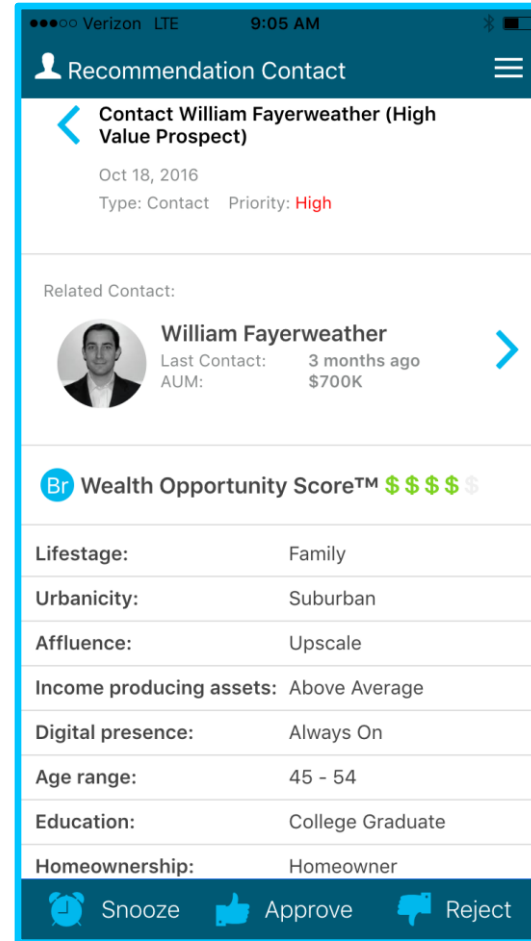 Verizon LTE 9:05 AM
Recommendation Contact
Contact William Fayerweather (High
Value Prospect)
Oct 18, 2016
Type: Contact Priority: High
Related Contact:
William Fayerweather
Last Contact: 3 months ago
AUM: $700K
Br Wealth Opportunity Score™ $ $ $ $ $
Lifestage: Family
Urbanicity: Suburban
Affluence: Upscale
Income producing assets: Above Average
Digital presence: Always On
Age range: 45 - 54
Education: College Graduate
Homeownership: Homeowner
Snooze Approve Reject